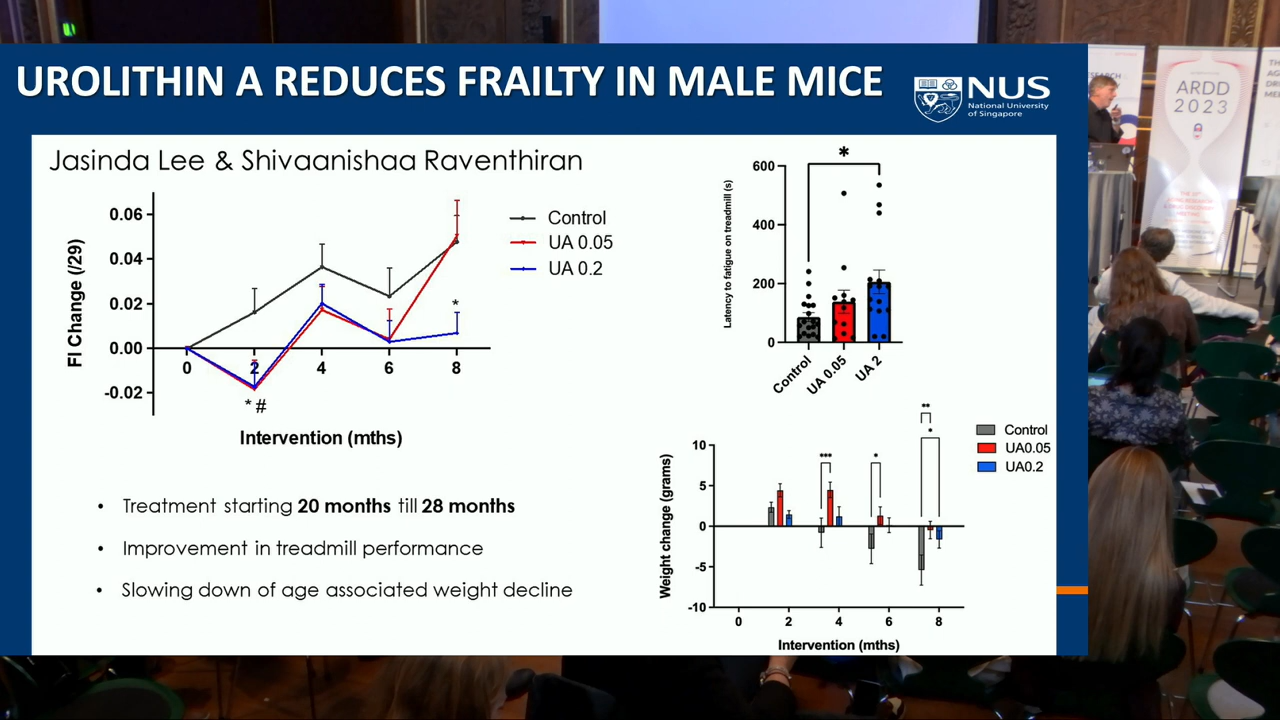 UROLITHIN A REDUCES FRAILTY IN MALE MICE
NUS
National University
of Singapore
Jasinda Lee & Shivaanishaa Raventhiran
0.06
0.04
0.02
0.00
-0.02
FI Change (/29)
0 2 4 6 8
* #
*
Intervention (mths)
Control
UA 0.05
UA 0.2
• Treatment starting 20 months till 28 months
• Improvement in treadmill performance
• Slowing down of age associated weight decline
*
600
400
200
0
Latency to fatigue on treadmill (s)
Control
UA 0.05
UA 2
10
5
0
-5
-10
Weight change (grams)
***
*
**
*
0 2 4 6 8
Intervention (mths)
Control
UA0.05
UA0.2
ARDD
2023